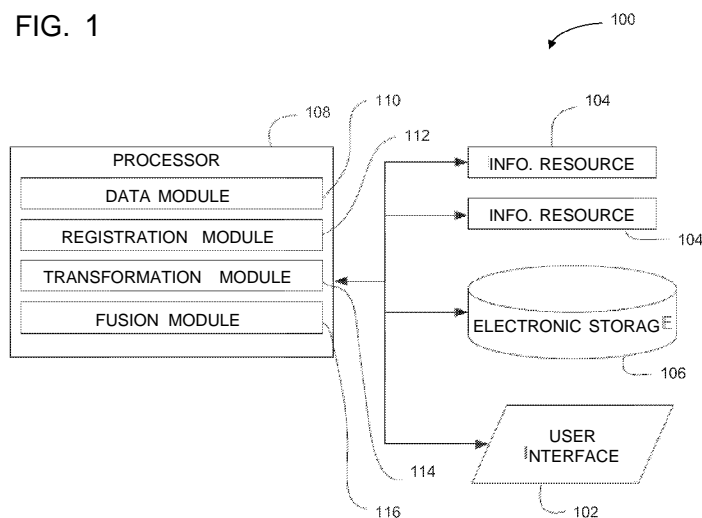 FIG. 1
100
108
110
112
104
PROCESSOR
DATA MODULE
REGISTRATION MODULE
TRANSFORMATION MODULE
FUSION MODULE
INFO. RESOURCE
INFO. RESOURCE
104
ELECTRONIC STORAGE
106
USER
INTERFACE
114
116
102